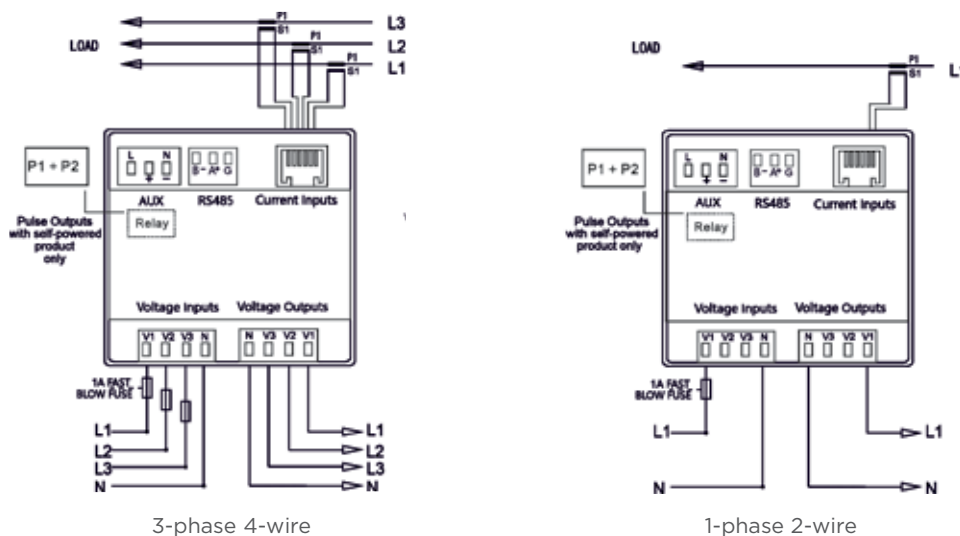 P1
L3
S1
P1
LOAD
L2
S1
P1
L1
S1
P1 + P2
L N
+ −
B− A+ G
AUX RS485 Current Inputs
Relay
Pulse Outputs
with self-powered
product
only
Voltage Inputs Voltage Outputs
V1 V2 V3 N N V3 V2 V1
1A FAST
BLOW FUSE
L1 L1
L2 L2
L3 L3
N N
3-phase 4-wire
LOAD
P1
S1
P1 + P2
L N
+ −
B− A+ G
AUX RS485 Current Inputs
Relay
Pulse Outputs
with self-powered
product only
Voltage Inputs Voltage Outputs
V1 V2 V3 N N V3 V2 V1
1A FAST
BLOW FUSE
L1 L1
N N
1-phase 2-wire